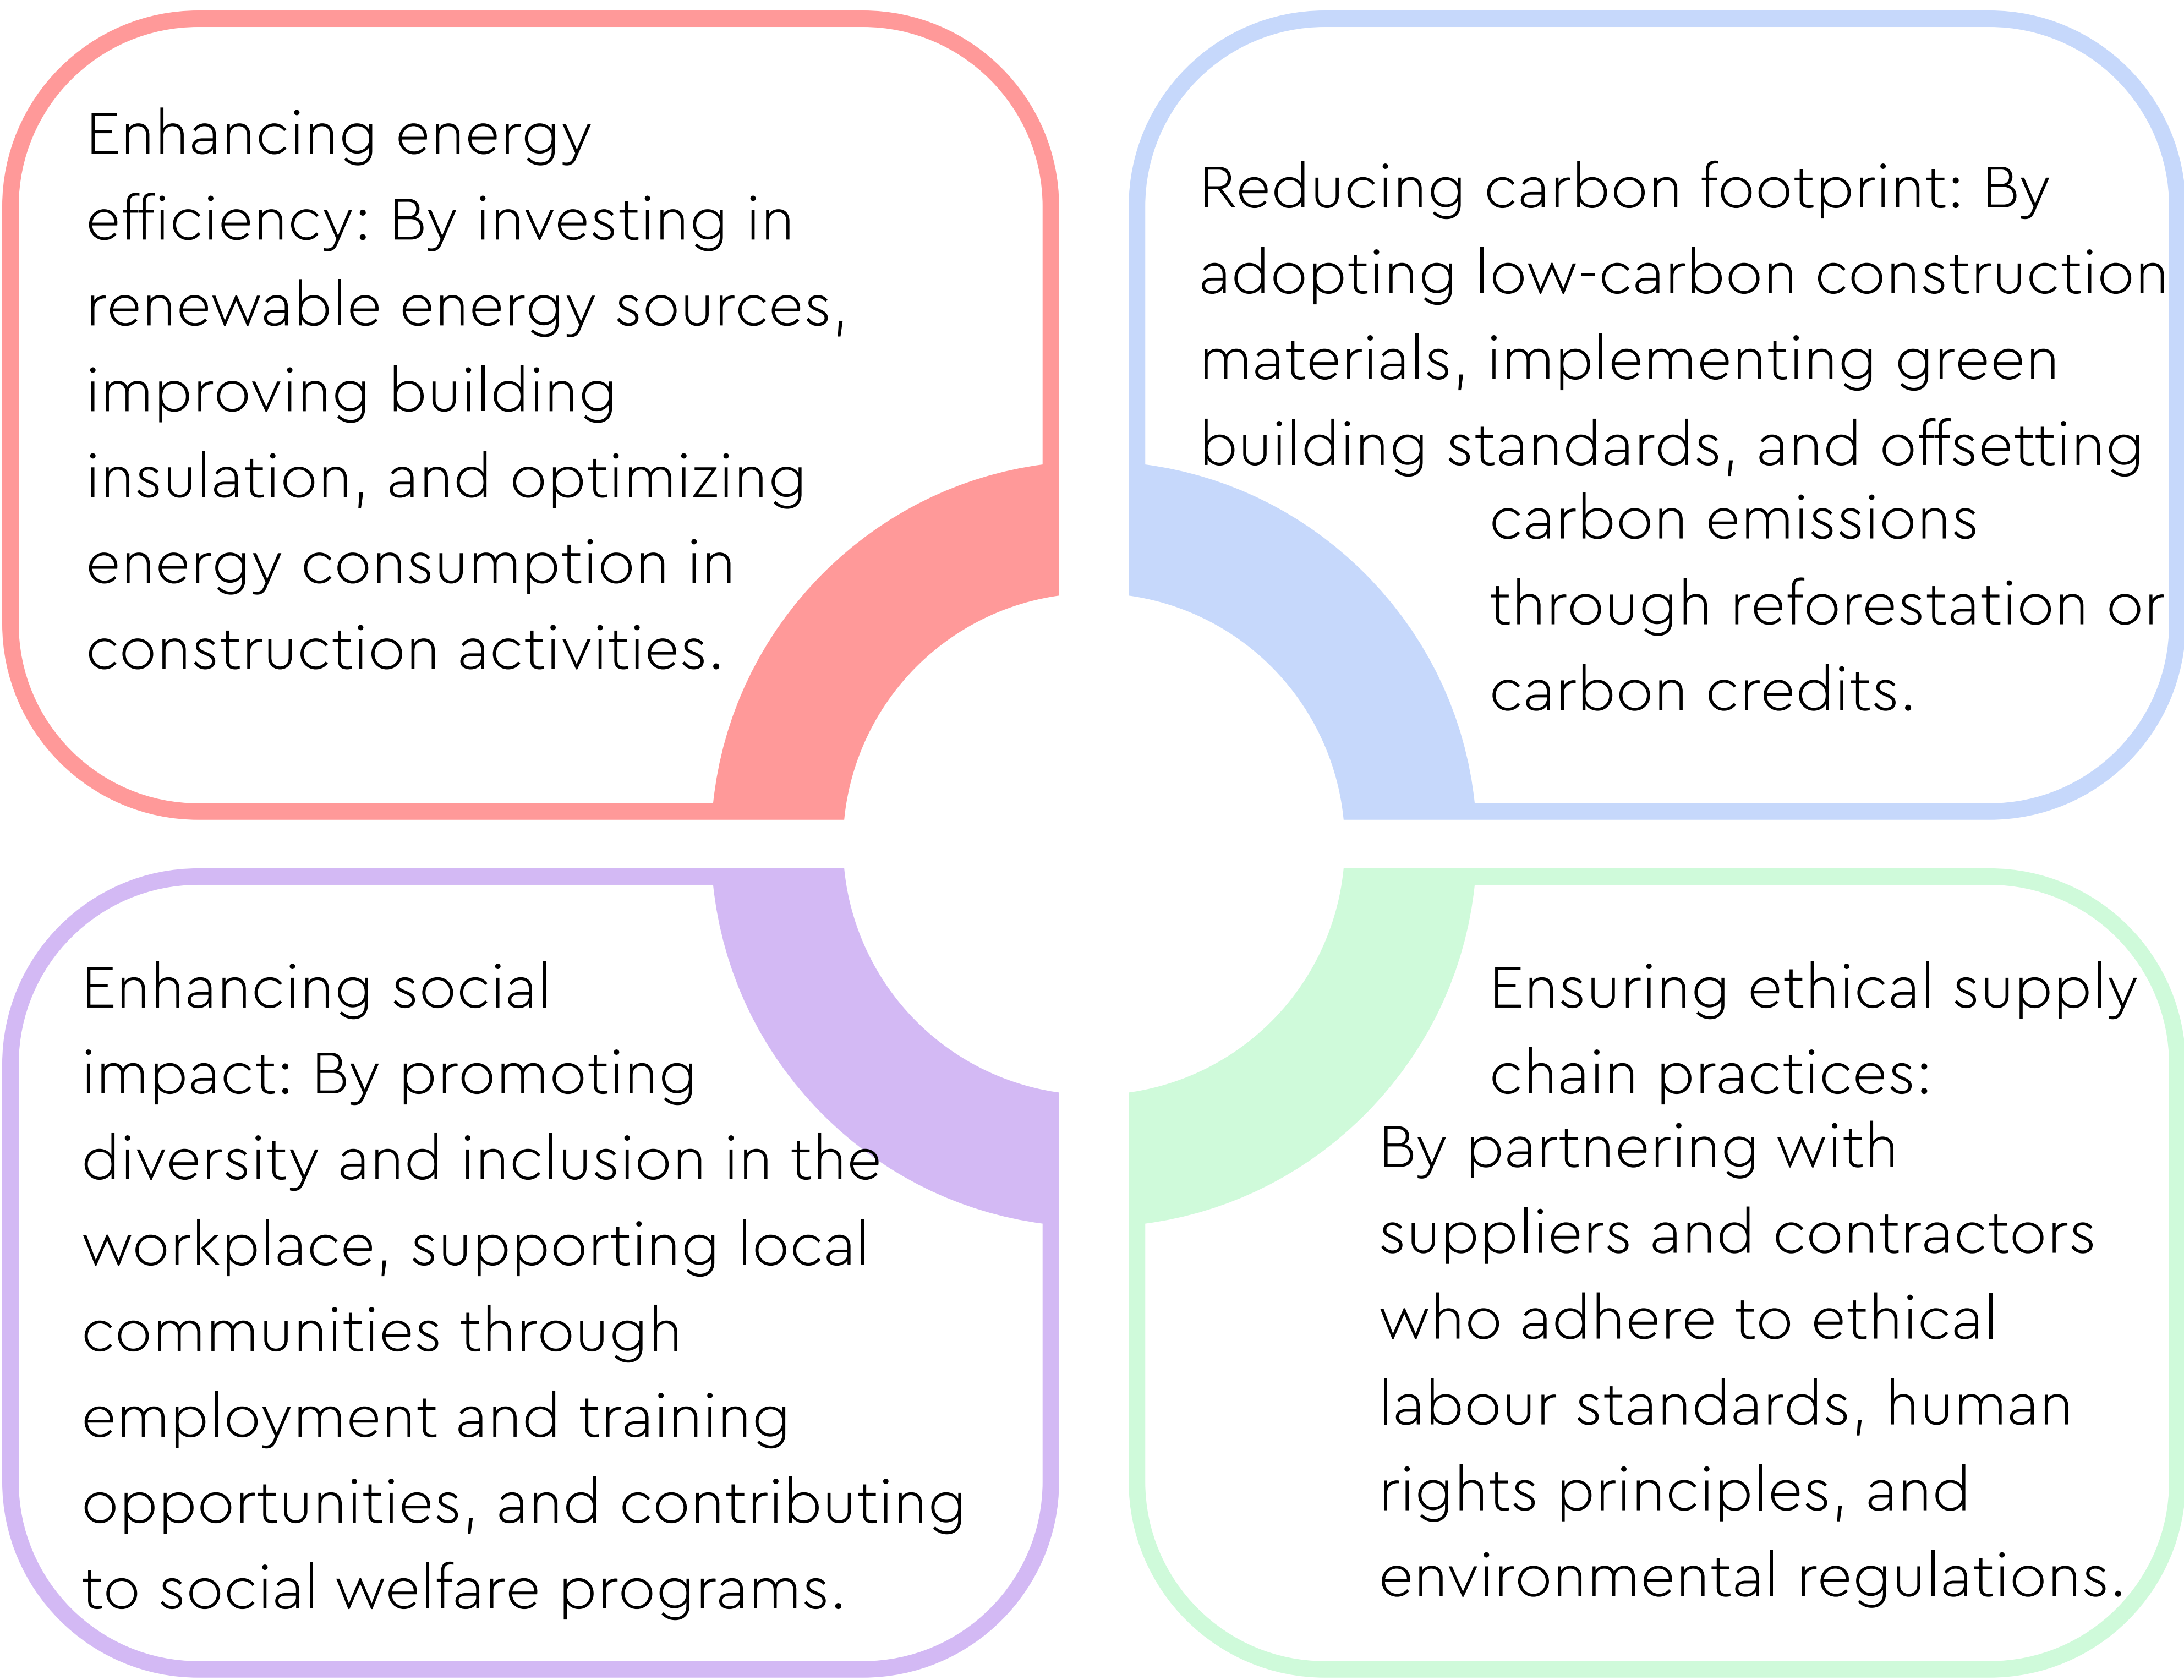 Enhancing energy
efficiency: By investing in
renewable energy sources,
improving building
insulation, and optimizing
energy consumption in
construction activities.
Reducing carbon footprint: By
adopting low-carbon construction
materials, implementing green
building standards, and offsetting
carbon emissions
through reforestation or
carbon credits.
Enhancing social
impact: By promoting
diversity and inclusion in the
workplace, supporting local
communities through
employment and training
opportunities, and contributing
to social welfare programs.
Ensuring ethical supply
chain practices:
By partnering with
suppliers and contractors
who adhere to ethical
labour standards, human
rights principles, and
environmental regulations.